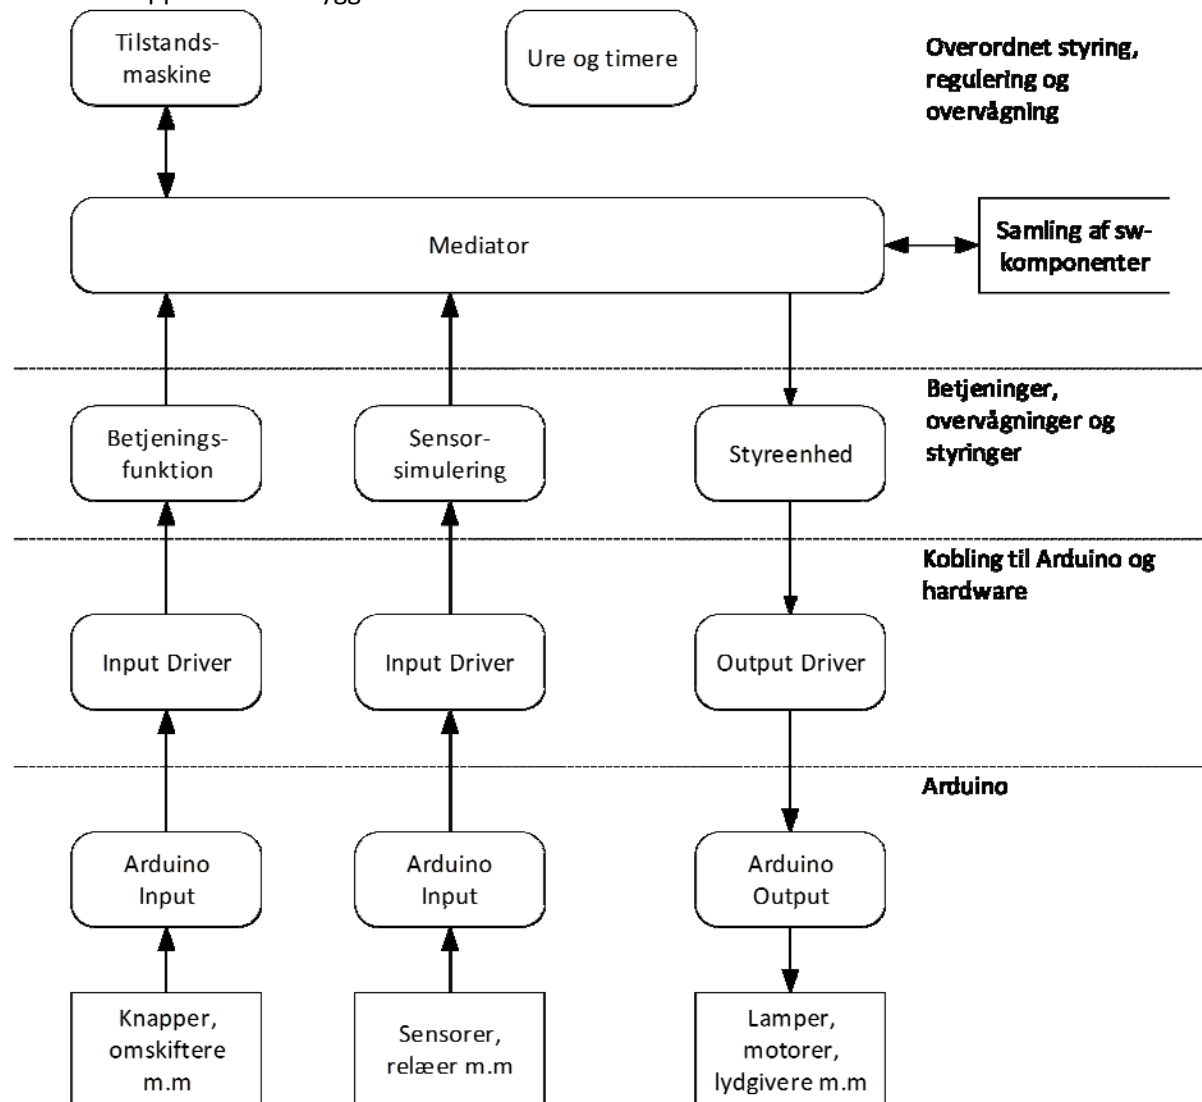 Tilstands-
maskine
Ure og timere
Overordnet styring,
regulering og
overvågning
Mediator
Samling af sw-
komponenter
Betjeninger,
overvågninger og
styringer
Betjenings-
funktion
Sensor-
simulering
Styreenhed
Kobling til Arduino og
hardware
Input Driver
Input Driver
Output Driver
Arduino
Arduino
Input
Arduino
Input
Arduino
Output
Knapper,
omskiftere
m.m
Sensorer,
relæer m.m
Lamper,
motorer,
lydgivere m.m